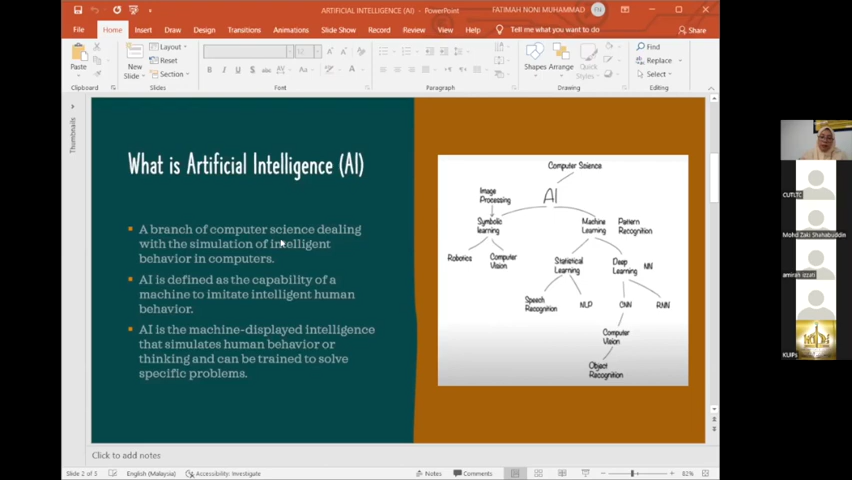 ARTIFICIAL INTELLIGENCE (AI) - PowerPoint
FATIMAH NONI MUHAMMAD
FN
File Home Insert Draw Design Transitions Animations Slide Show Record Review View Help Tell me what you want to do Share
Paste
New
Slide
Layout
Reset
Section
Shapes
Arrange
Quick
Styles
Find
Replace
Select
Clipboard Slides Font Paragraph Drawing Editing
Thumbnails
What is Artificial Intelligence (AI)
A branch of computer science dealing
with the simulation of intelligent
behavior in computers.
AI is defined as the capability of a
machine to imitate intelligent human
behavior.
AI is the machine-displayed intelligence
that simulates human behavior or
thinking and can be trained to solve
specific problems.
Computer Science
AI
Image
Processing
Symbolic
learning
Machine
Learning
Pattern
Recognition
Robotics
Computer
Vision
Statistical
Learning
Deep
Learning
NN
Speech
Recognition
NLP
CNN
RNN
Computer
Vision
Object
Recognition
CUTLTC
Mohd Zaki Shahabuddin
Click to add notes
Slide 2 of 5 English (Malaysia) Accessibility: Investigate Notes Comments 82%